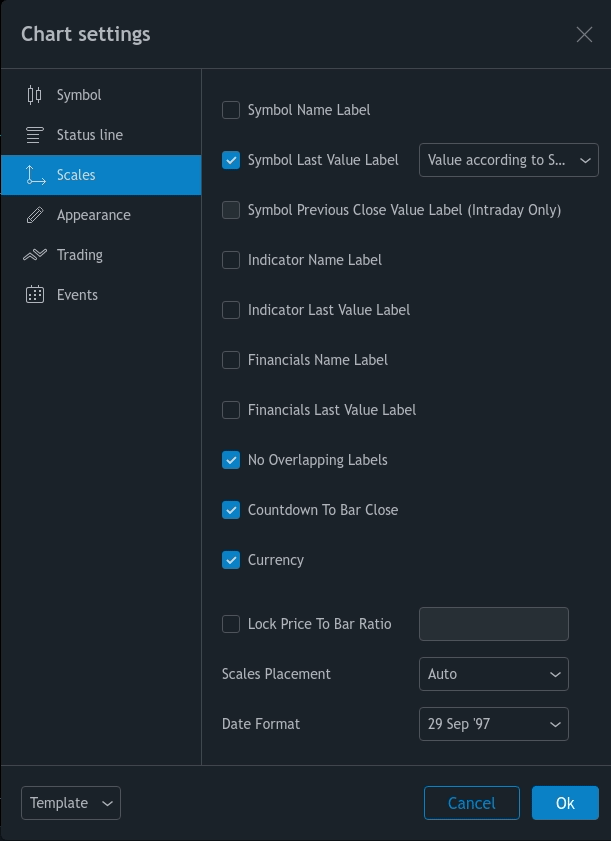 Chart settings
Symbol
Status line
Scales
Appearance
Trading
Events
Symbol Name Label
Symbol Last Value Label
Value according to S...
Symbol Previous Close Value Label (Intraday Only)
Indicator Name Label
Indicator Last Value Label
Financials Name Label
Financials Last Value Label
No Overlapping Labels
Countdown To Bar Close
Currency
Lock Price To Bar Ratio
Scales Placement
Auto
Date Format
29 Sep '97
Template
Cancel
Ok